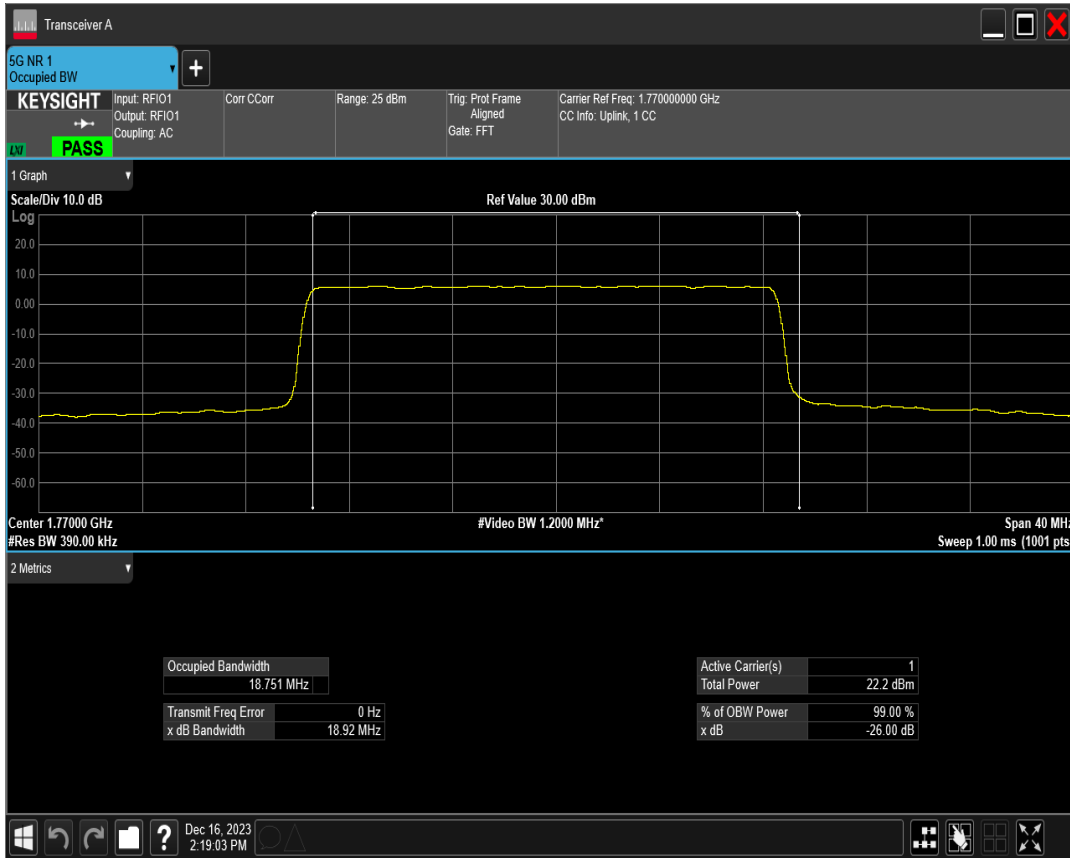 Transceiver A
5G NR 1
Occupied BW
+
KEYSIGHT
LXI
PASS
Input: RFIO1
Output: RFIO1
Coupling: AC
Corr CCorr
Range: 25 dBm
Trig: Prot Frame
Aligned
Gate: FFT
Carrier Ref Freq: 1.770000000 GHz
CC Info: Uplink, 1 CC
1 Graph
Scale/Div 10.0 dB
Ref Value 30.00 dBm
Log
20.0
10.0
0.00
-10.0
-20.0
-30.0
-40.0
-50.0
-60.0
Center 1.77000 GHz
#Video BW 1.2000 MHz*
Span 40 MHz
#Res BW 390.00 kHz
Sweep 1.00 ms (1001 pts
2 Metrics
Occupied Bandwidth
18.751 MHz
Transmit Freq Error 0 Hz
x dB Bandwidth 18.92 MHz
Active Carrier(s) 1
Total Power 22.2 dBm
% of OBW Power 99.00 %
x dB -26.00 dB
?
Dec 16, 2023
2:19:03 PM